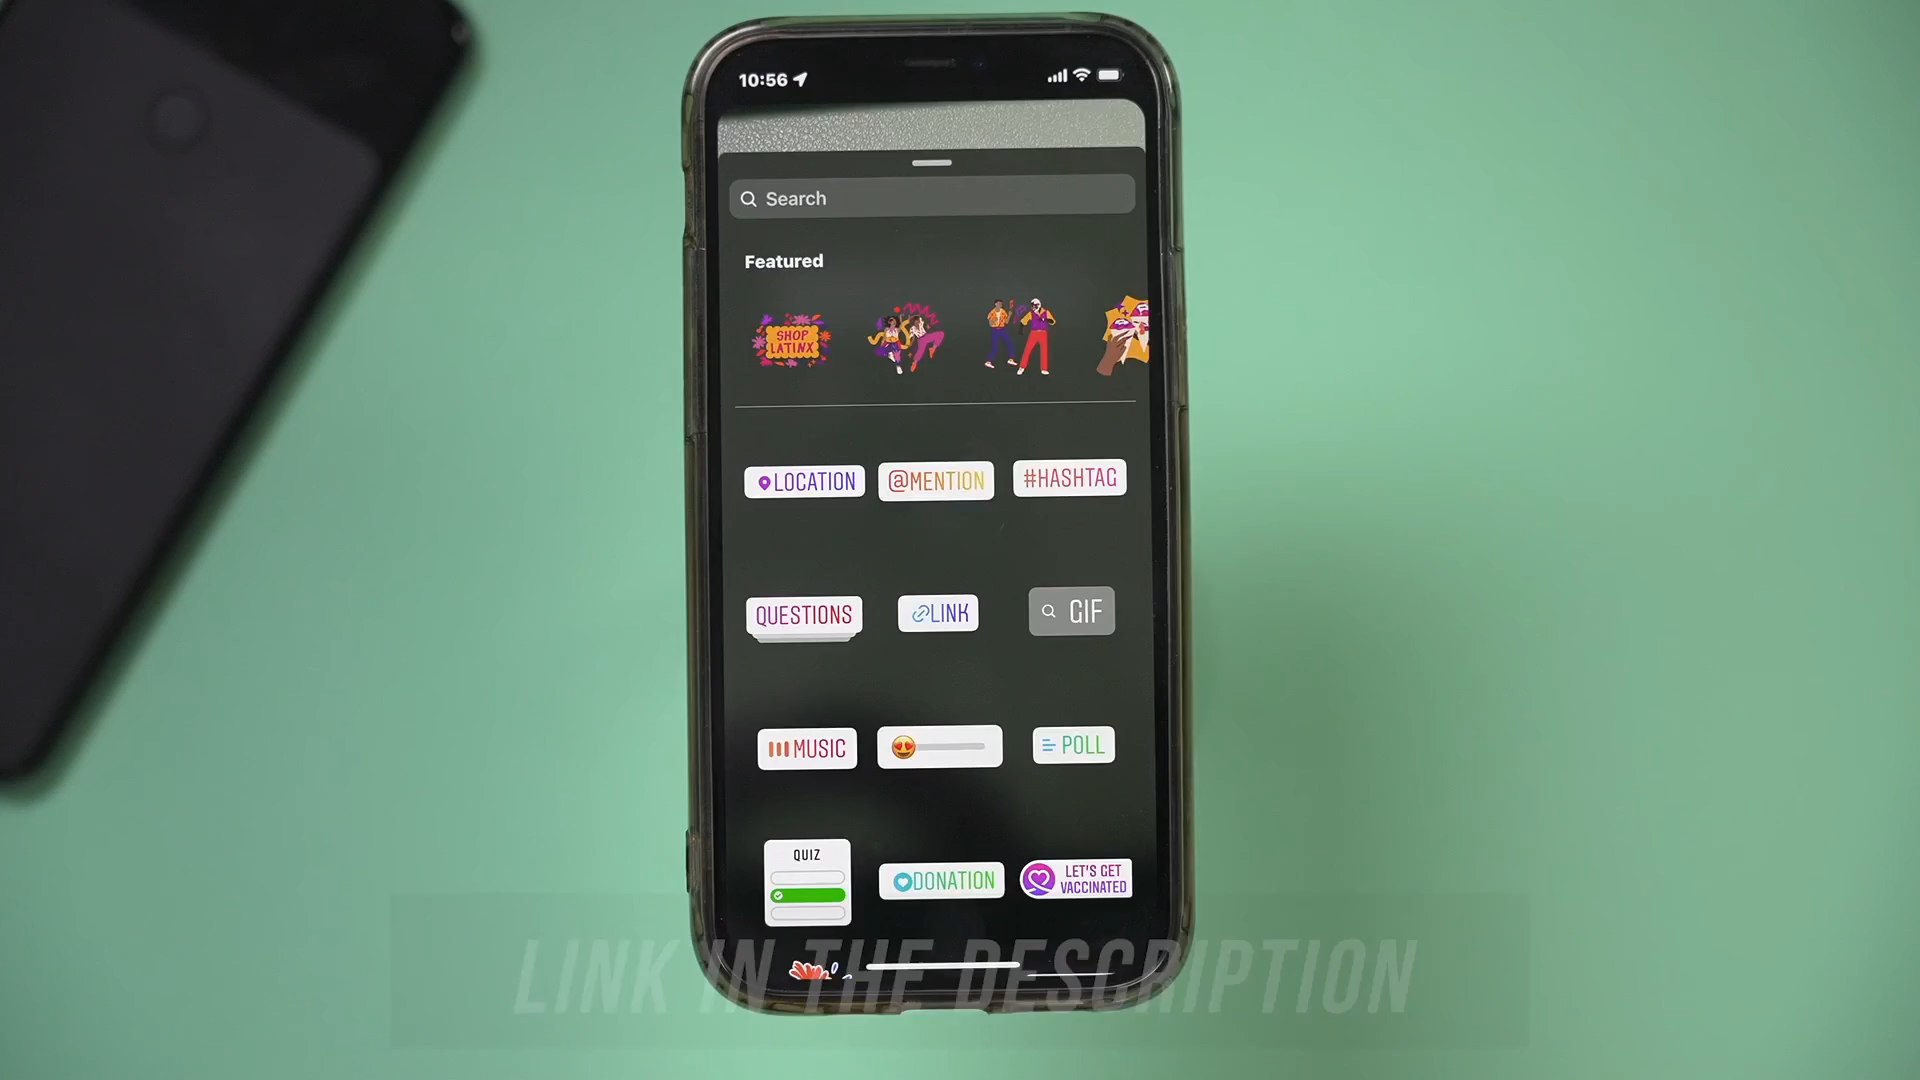 10:56
Search
Featured
SHOP
LATINX
LOCATION
@MENTION
#HASHTAG
QUESTIONS
LINK
GIF
MUSIC
POLL
QUIZ
DONATION
LET'S GET
VACCINATED
LINK IN THE DESCRIPTION